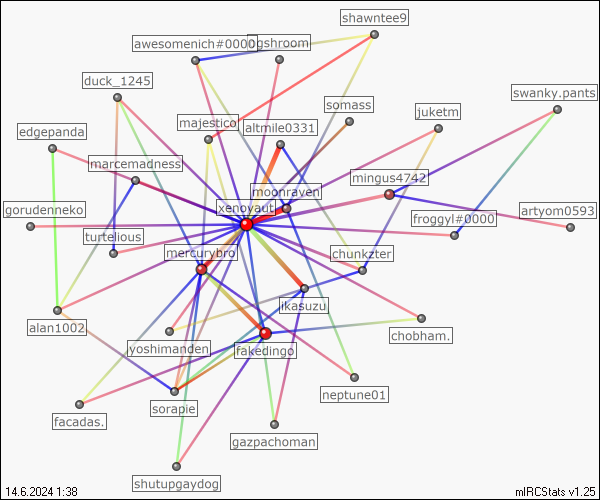 shawntee9
awesomenich#0000
gshroom
duck_1245
swanky.pants
somass
juketm
majestico
altmile0331
edgepanda
marcemadness
mingus4742
moonraven
xenoyaut
gorudenneko
froggyl#0000
artyom0593
turtelious
mercurybro
chunkzter
ikasuzui
alan1002
yoshimanden
chobham.
fakedingo
neptune01
sorapie
facadas.
gazpachoman
shutupgaydog
14.6.2024 1:38
mIRCStats v1.25